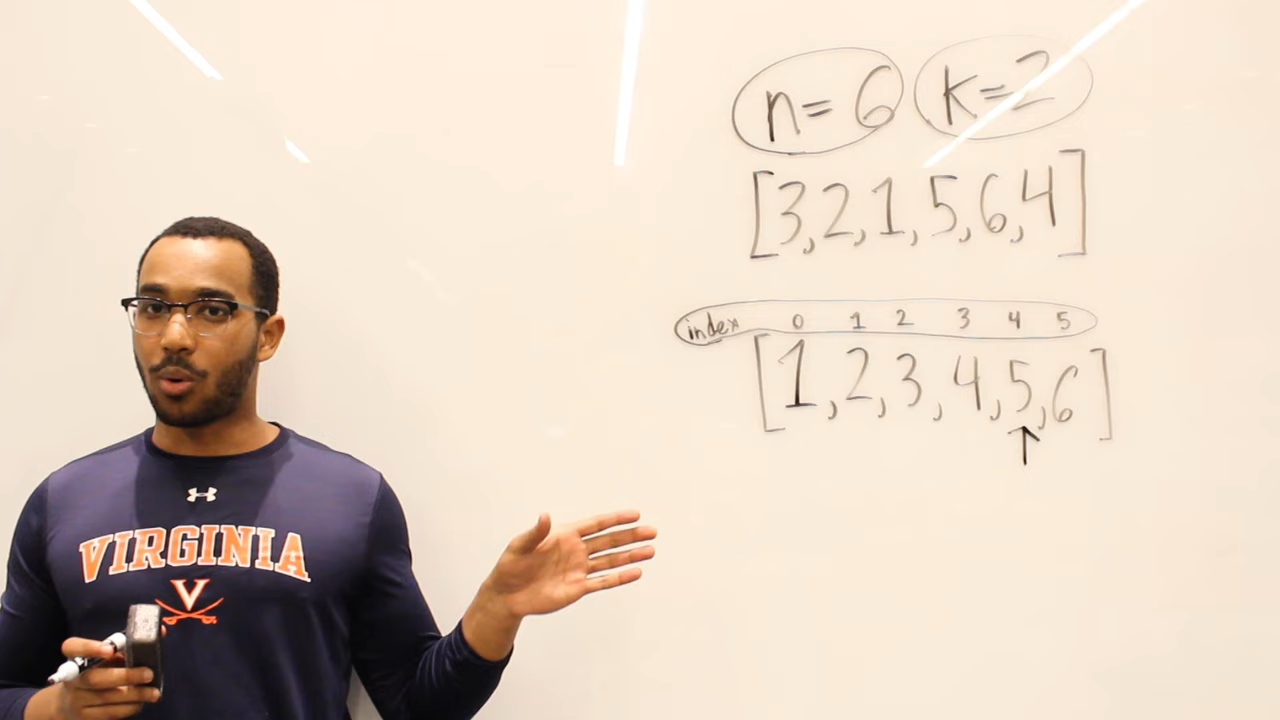 n=6 k=2
[3,2,1,5,6,4]
index 0 1 2 3 4 5
[1,2,3,4,5,6]
↑
VIRGINIA
V